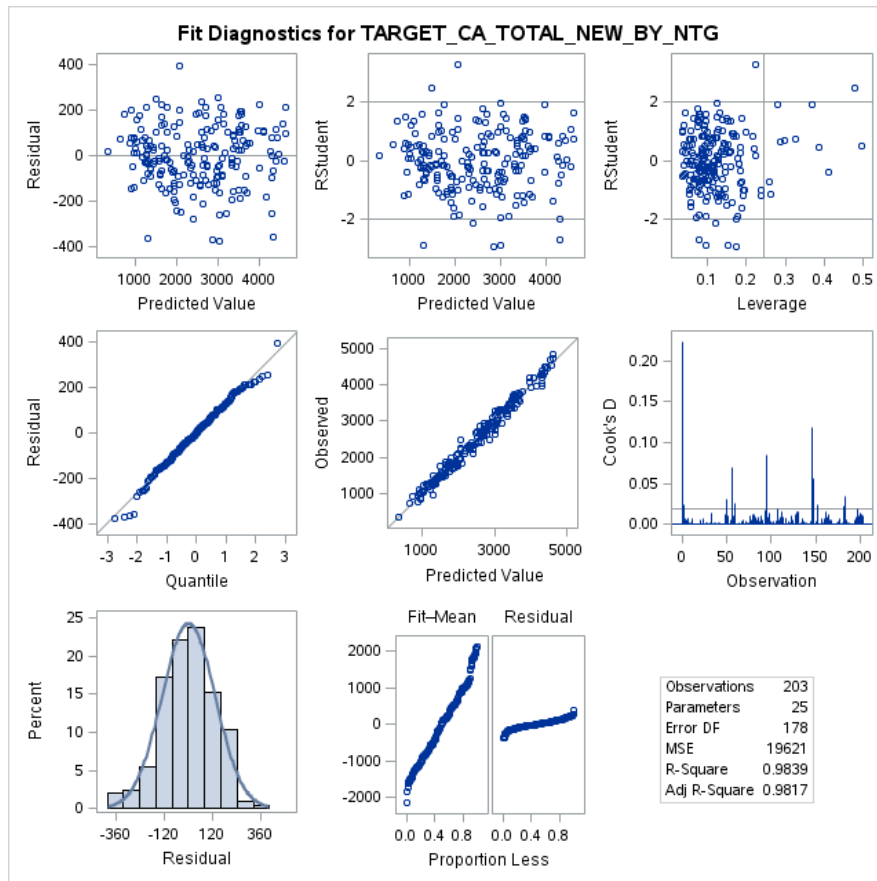 Fit Diagnostics for TARGET_CA_TOTAL_NEW_BY_NTG
Residual
400
200
0
-200
-400
1000 2000 3000 4000
Predicted Value
RStudent
2
0
-2
1000 2000 3000 4000
Predicted Value
RStudent
2
0
-2
0.1 0.2 0.3 0.4 0.5
Leverage
Residual
400
200
0
-200
-400
-3 -2 -1 0 1 2 3
Quantile
Observed
5000
4000
3000
2000
1000
1000 3000 5000
Predicted Value
Cook's D
0.20
0.15
0.10
0.05
0.00
0 50 100 150 200
Observation
Percent
25
20
15
10
5
0
-360 -120 120 360
Residual
Fit–Mean Residual
2000
1000
0
-1000
-2000
0.0 0.4 0.8 0.0 0.4 0.8
Proportion Less
Observations 203
Parameters 25
Error DF 178
MSE 19621
R-Square 0.9839
Adj R-Square 0.9817